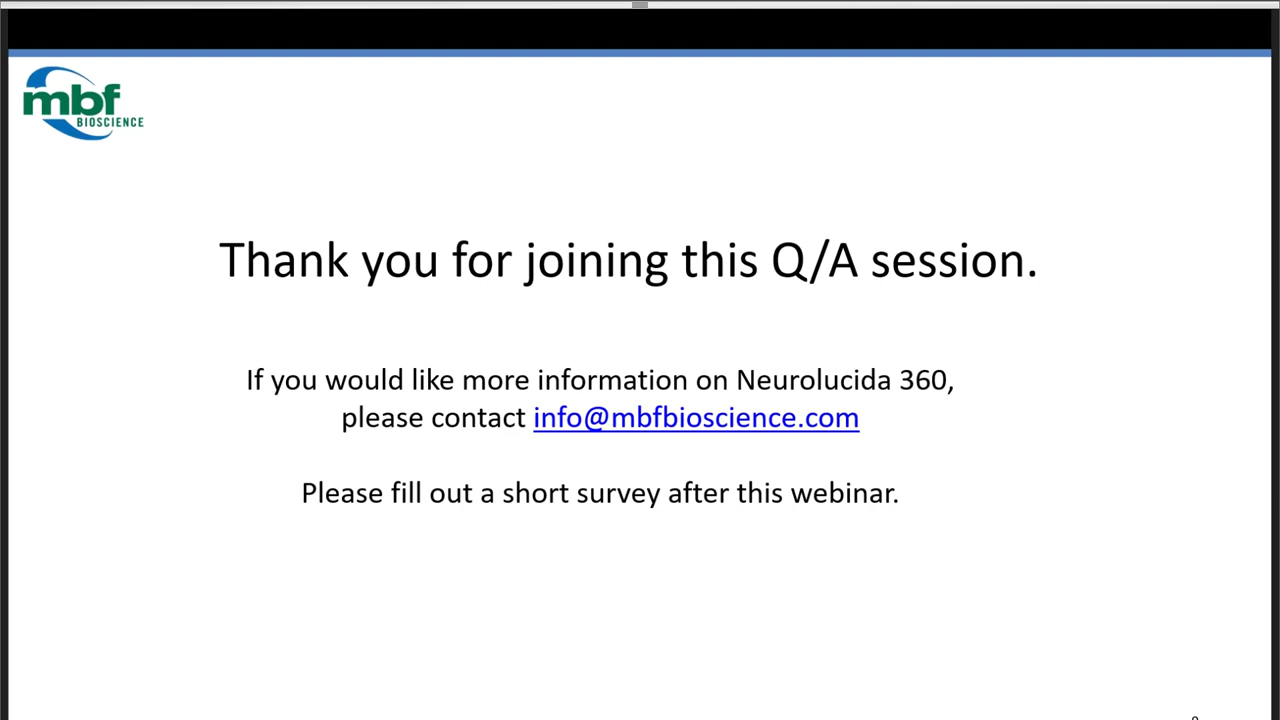 mbf
BIOSCIENCE
Thank you for joining this Q/A session.
If you would like more information on Neurolucida 360,
please contact info@mbfbioscience.com
Please fill out a short survey after this webinar.